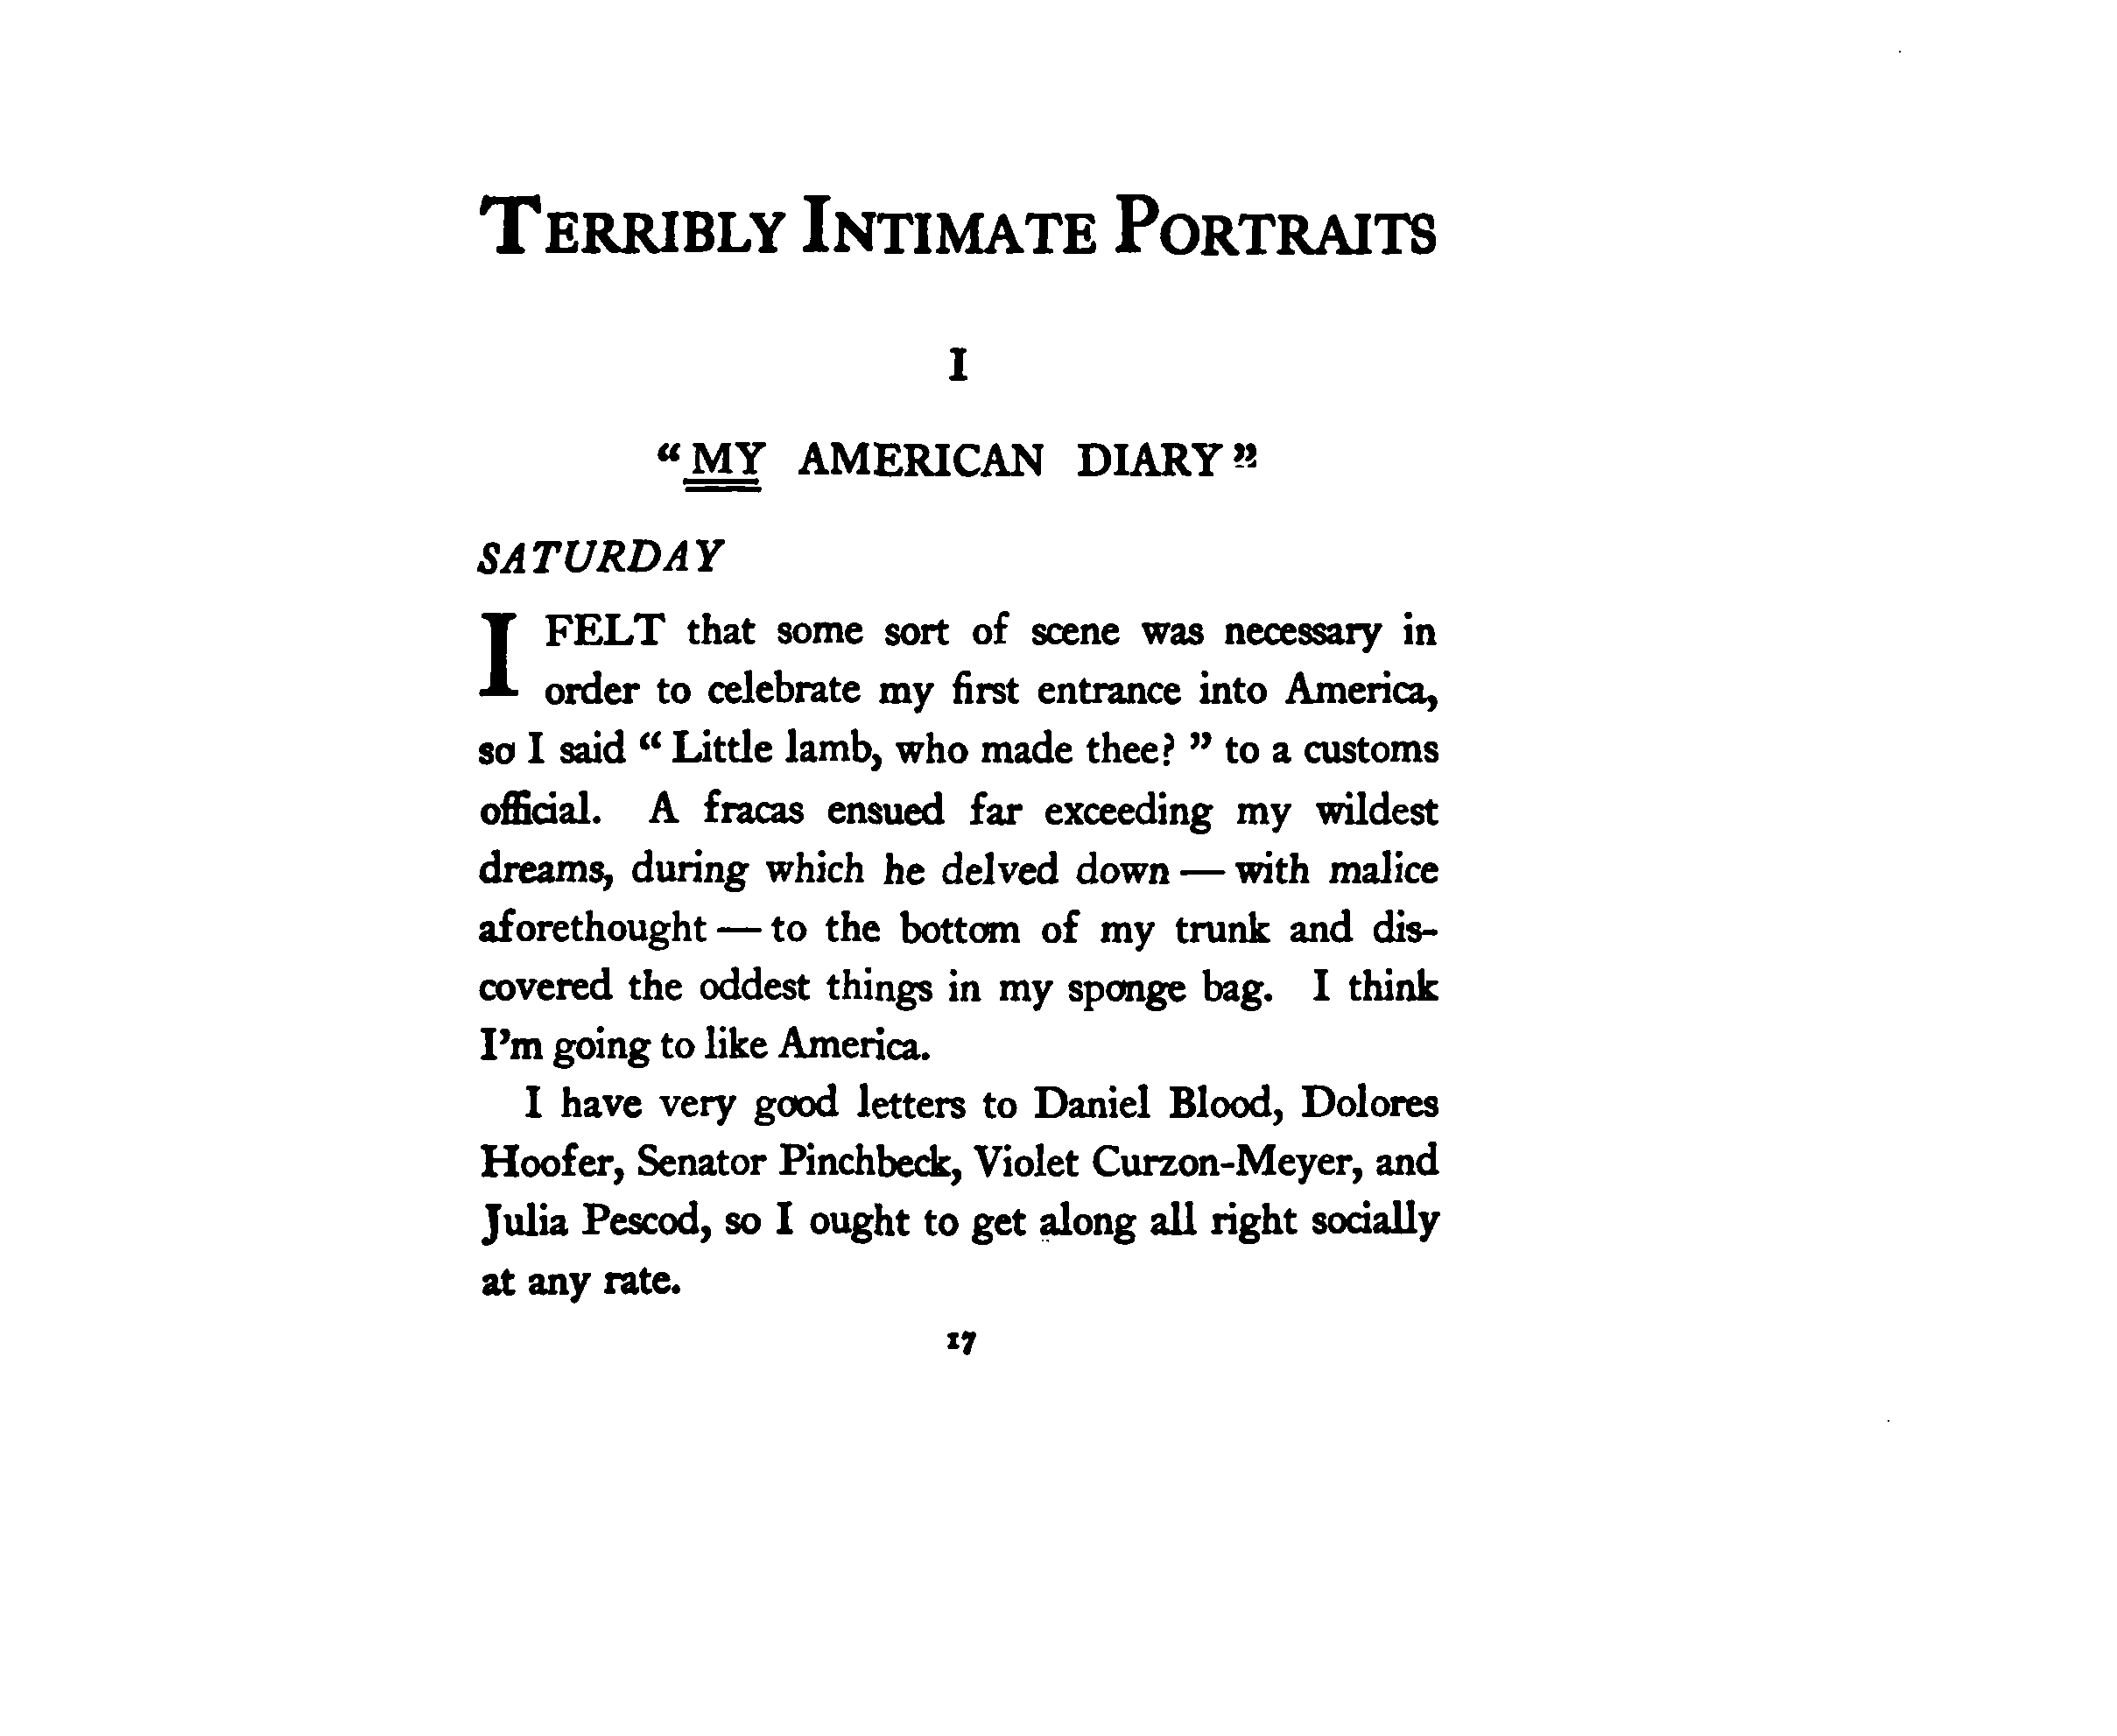 TERRIBLY INTIMATE PORTRAITS
I
“ MY AMERICAN DIARY ”
SATURDAY
I FELT that some sort of scene was necessary in
order to celebrate my first entrance into America,
so I said “ Little lamb, who made thee? ” to a customs
official. A fracas ensued far exceeding my wildest
dreams, during which he delved down — with malice
aforethought — to the bottom of my trunk and dis-
covered the oddest things in my sponge bag. I think
I’m going to like America.
I have very good letters to Daniel Blood, Dolores
Hoofer, Senator Pinchbeck, Violet Curzon-Meyer, and
Julia Pescod, so I ought to get along all right socially
at any rate.
17